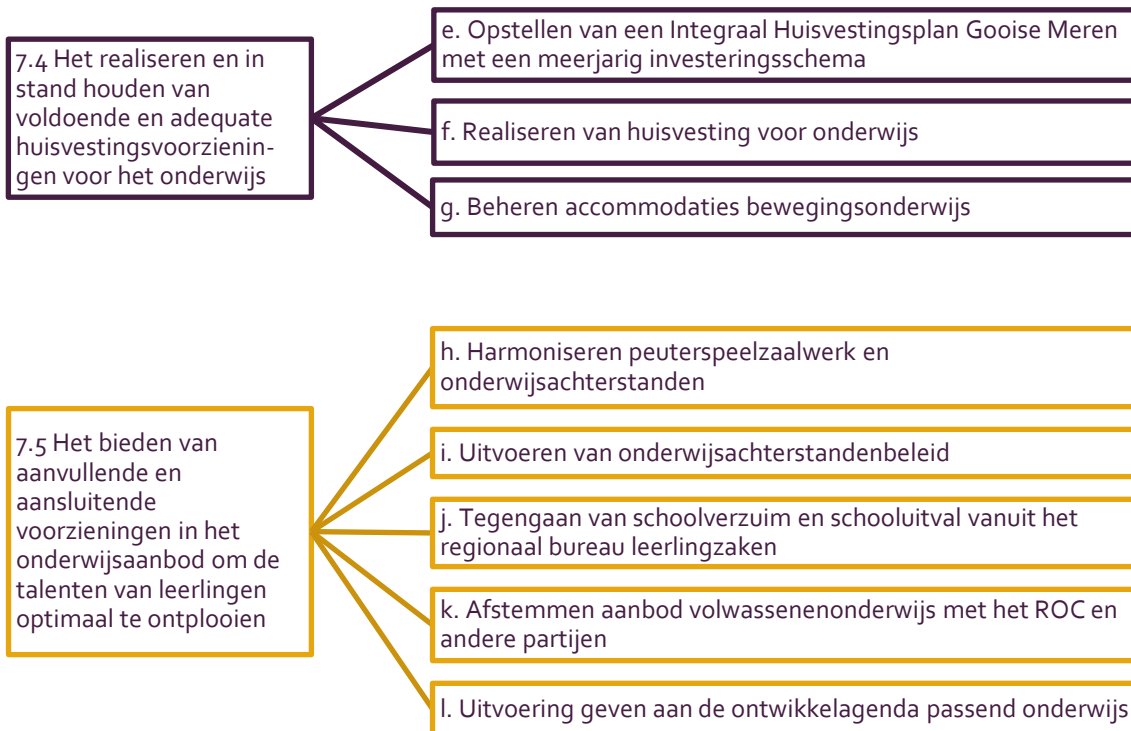 7.4 Het realiseren en in
stand houden van
voldoende en adequate
huisvestingsvoorzienin-
gen voor het onderwijs
e. Opstellen van een Integraal Huisvestingsplan Gooise Meren
met een meerjarig investeringsschema
f. Realiseren van huisvesting voor onderwijs
g. Beheren accommodaties bewegingsonderwijs
7.5 Het bieden van
aanvullende en
aansluitende
voorzieningen in het
onderwijsaanbod om de
talenten van leerlingen
optimaal te ontplooien
h. Harmoniseren peuterspeelzaalwerk en
onderwijsachterstanden
i. Uitvoeren van onderwijsachterstandenbeleid
j. Tegengaan van schoolverzuim en schooluitval vanuit het
regionaal bureau leerlingzaken
k. Afstemmen aanbod volwassenenonderwijs met het ROC en
andere partijen
l. Uitvoering geven aan de ontwikkelagenda passend onderwijs